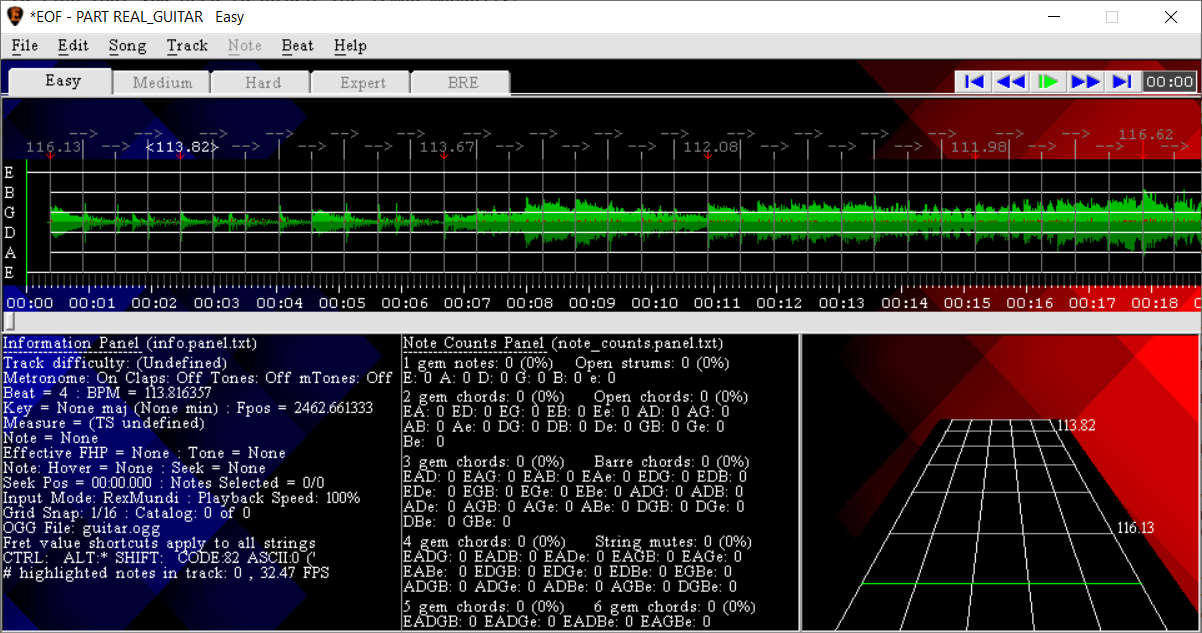 *EOF - PART REAL_GUITAR   Easy
File Edit Song Track Note Beat Help
Easy Medium Hard Expert BRE 00:00
116.13 --> --> <113.82> --> --> --> --> --> --> --> 113.67 --> --> --> --> --> --> --> 112.08 --> --> --> --> --> --> --> 111.98 --> --> --> --> 116.62 -->
E
B
G
D
A
E
00:00 00:01 00:02 00:03 00:04 00:05 00:06 00:07 00:08 00:09 00:10 00:11 00:12 00:13 00:14 00:15 00:16 00:17 00:18
Information Panel (info.panel.txt)
Track difficulty: (Undefined)
Metronome: On Claps: Off Tones: Off mTones: Off
Beat = 4 : BPM = 113.816357
Key = None maj (None min) : Fpos = 2462.661333
Measure = (TS undefined)
Note = None
Effective FHP = None : Tone = None
Note: Hover = None : Seek = None
Seek Pos = 00:00.000 : Notes Selected = 0/0
Input Mode: RexMundi : Playback Speed: 100%
Grid Snap: 1/16 : Catalog: 0 of 0
OGG File: guitar.ogg
Fret value shortcuts apply to all strings
CTRL:  ALT:* SHIFT:  CODE:82 ASCII:0 ('
# highlighted notes in track: 0 , 32.47 FPS
Note Counts Panel (note_counts.panel.txt)
1 gem notes: 0 (0%)   Open strums: 0 (0%)
E: 0 A: 0 D: 0 G: 0 B: 0 e: 0
2 gem chords: 0 (0%)   Open chords: 0 (0%)
EA: 0 ED: 0 EG: 0 EB: 0 Ee: 0 AD: 0 AG: 0
AB: 0 Ae: 0 DG: 0 DB: 0 De: 0 GB: 0 Ge: 0
Be: 0
3 gem chords: 0 (0%)   Barre chords: 0 (0%)
EAD: 0 EAG: 0 EAB: 0 EAe: 0 EDG: 0 EDB: 0
EDe: 0 EGB: 0 EGe: 0 EBe: 0 ADG: 0 ADB: 0
ADe: 0 AGB: 0 AGe: 0 ABe: 0 DGB: 0 DGe: 0
DBe: 0 GBe: 0
4 gem chords: 0 (0%)   String mutes: 0 (0%)
EADG: 0 EADB: 0 EADe: 0 EAGB: 0 EAGe: 0
EABe: 0 EDGB: 0 EDGe: 0 EDBe: 0 EGBe: 0
ADGB: 0 ADGe: 0 ADBe: 0 AGBe: 0 DGBe: 0
5 gem chords: 0 (0%)   6 gem chords: 0 (0%)
EADGB: 0 EADGe: 0 EADBe: 0 EAGBe: 0
113.82
116.13